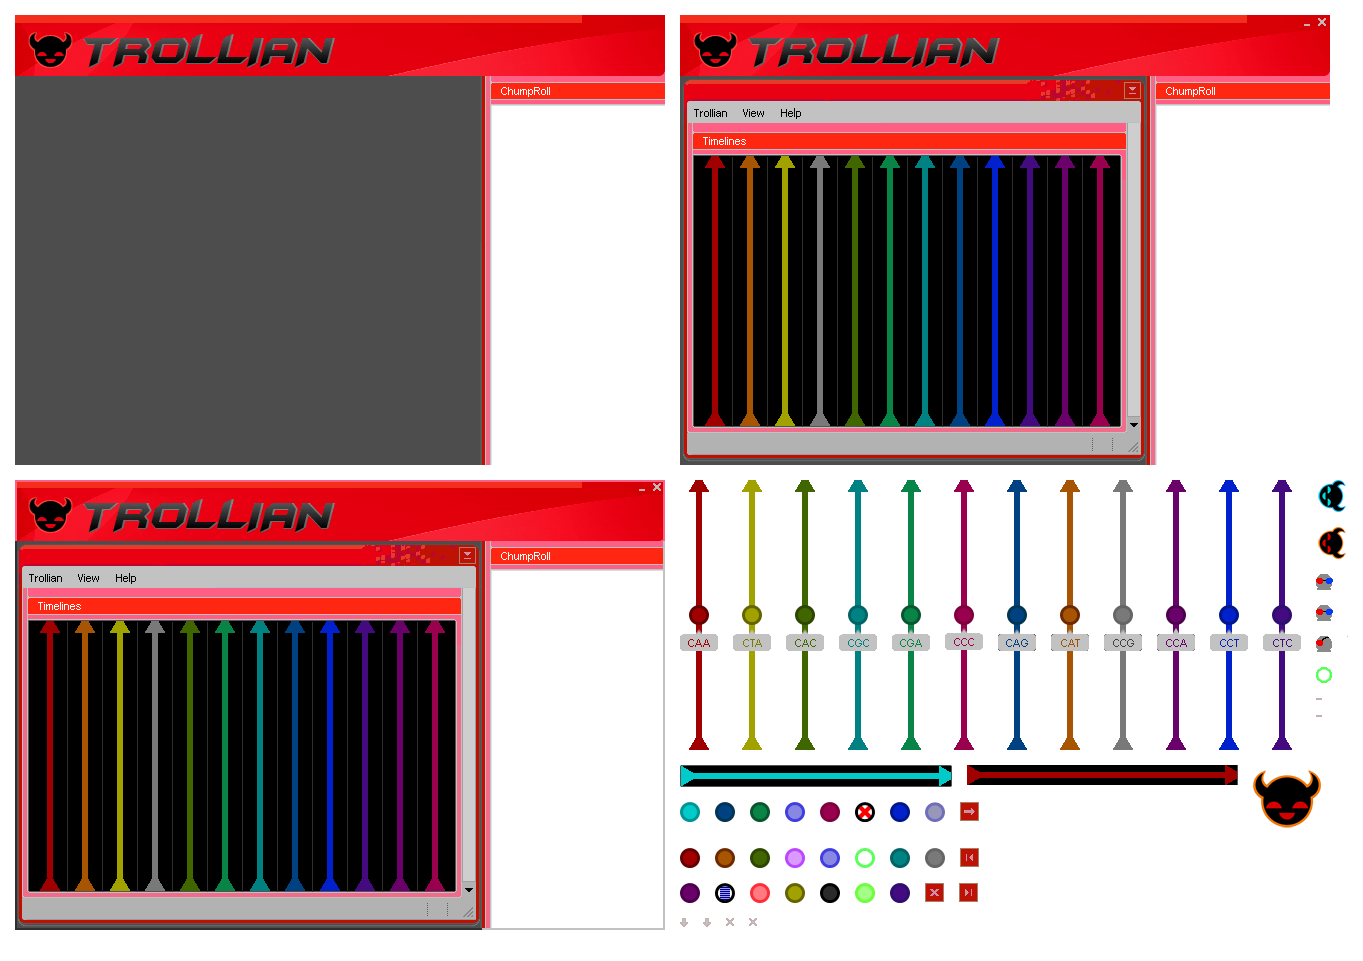 TROLLIAN
ChumpRoll
TROLLIAN
ChumpRoll
Trollian View Help
Timelines
TROLLIAN
ChumpRoll
Trollian View Help
Timelines
CAA CTA CAC CGC CGA CCC CAG CAT CCG CCA CCT CTC